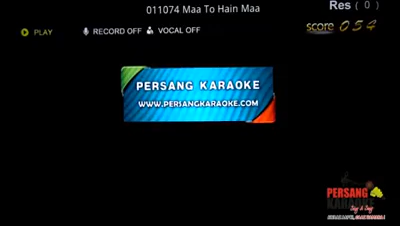 011074 Maa To Hain Maa
Res ( 0 )
PLAY
RECORD OFF
VOCAL OFF
score 054
PERSANG KARAOKE
WWW.PERSANGKARAOKE.COM
PERSANG
KARAOKE